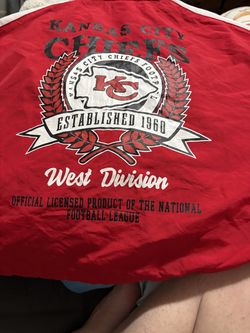 KANSAS CITY
CHIEFS
KANSAS CITY CHIEFS FOOT
KC
ESTABLISHED 1960
West Division
OFFICIAL LICENSED PRODUCT OF THE NATIONAL
FOOTBALL LEAGUE